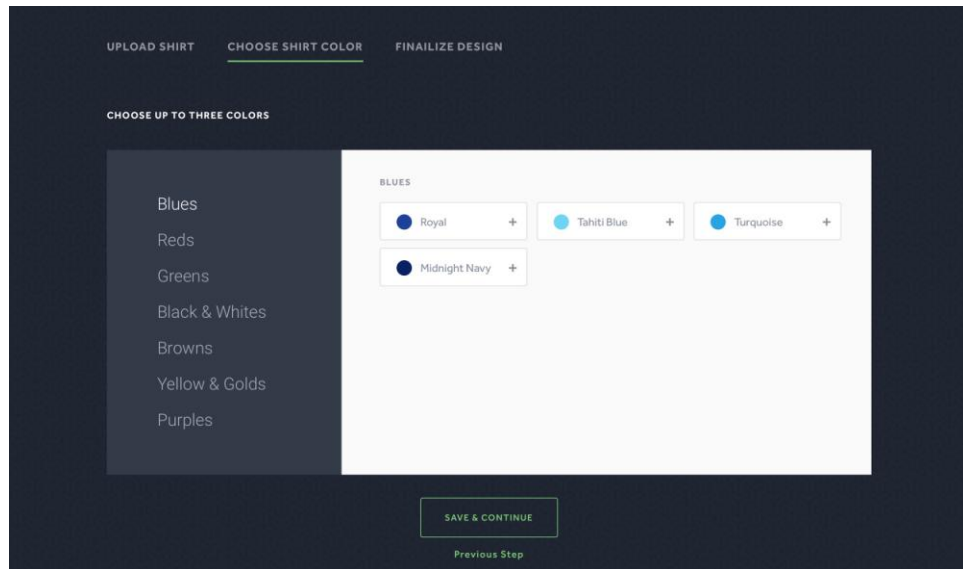 UPLOAD SHIRT CHOOSE SHIRT COLOR FINAILIZE DESIGN
CHOOSE UP TO THREE COLORS
Blues
Reds
Greens
Black & Whites
Browns
Yellow & Golds
Purples
BLUES
Royal + Tahiti Blue + Turquoise +
Midnight Navy +
SAVE & CONTINUE
Previous Step